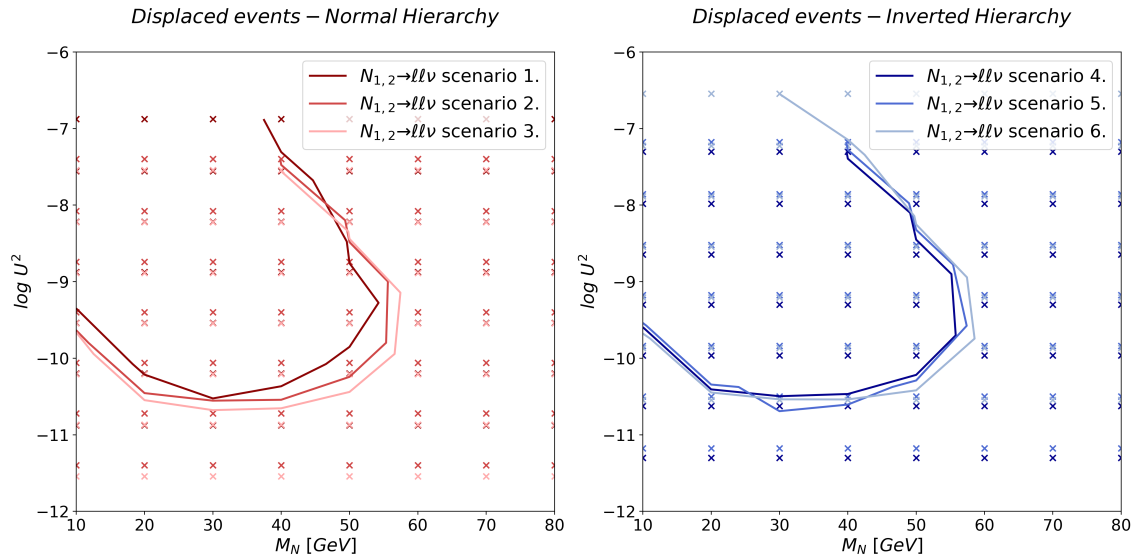 Displaced events − Normal Hierarchy
−6
−7
−8
−9
−10
−11
−12
log U²
10 20 30 40 50 60 70 80
M_N [GeV]
N₁,₂→ℓℓν scenario 1.
N₁,₂→ℓℓν scenario 2.
N₁,₂→ℓℓν scenario 3.
Displaced events − Inverted Hierarchy
−6
−7
−8
−9
−10
−11
−12
log U²
10 20 30 40 50 60 70 80
M_N [GeV]
N₁,₂→ℓℓν scenario 4.
N₁,₂→ℓℓν scenario 5.
N₁,₂→ℓℓν scenario 6.